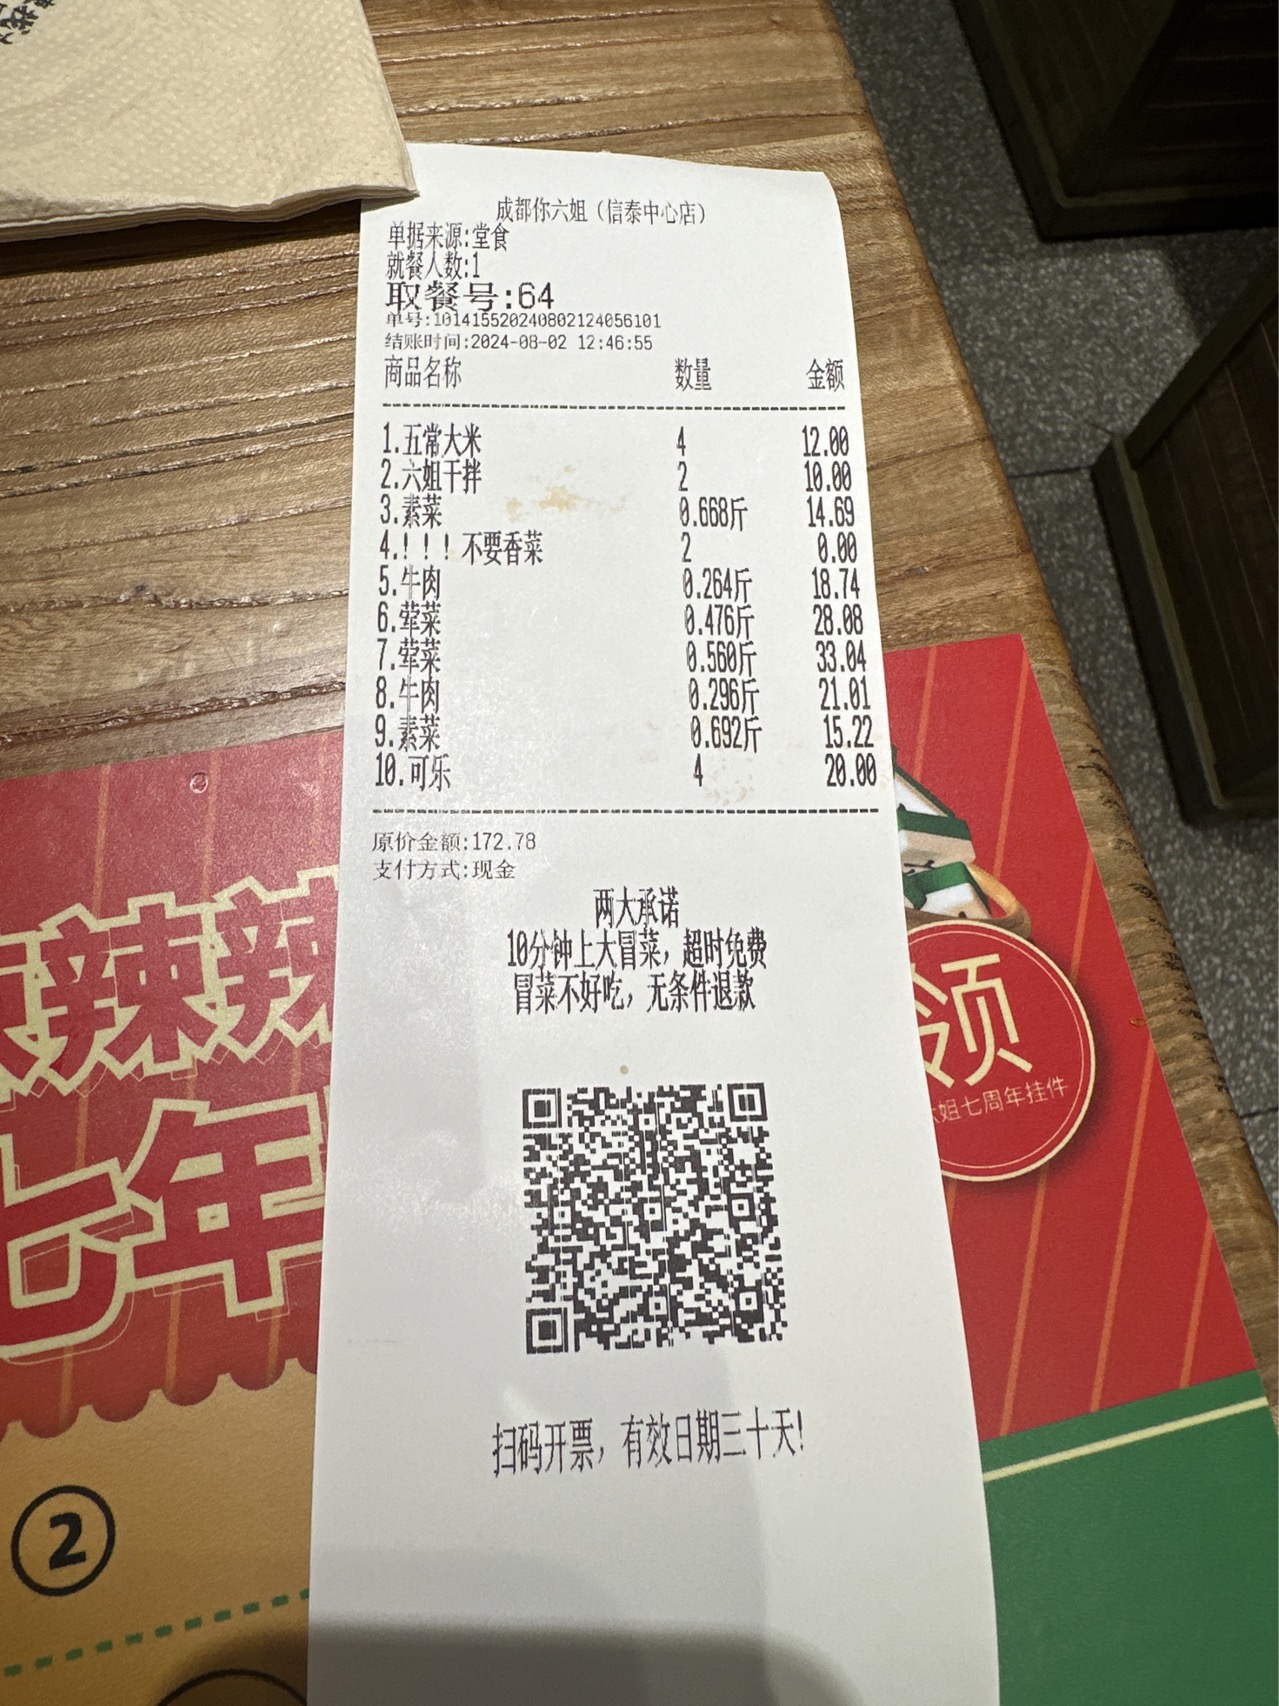 成都你六姐（信泰中心店）
单据来源:堂食
就餐人数:1
取餐号:64
单号:10141552024080212405​6101
结账时间:2024-08-02 12:46:55
商品名称 数量 金额
1.五常大米 4 12.00
2.六姐干拌 2 10.00
3.素菜 0.668斤 14.69
4.！！！不要香菜 2 0.00
5.牛肉 0.264斤 18.74
6.荤菜 0.476斤 28.08
7.荤菜 0.560斤 33.04
8.牛肉 0.296斤 21.01
9.素菜 0.692斤 15.22
10.可乐 4 20.00
原价金额:172.78
支付方式:现金
两大承诺
10分钟上大冒菜，超时免费
冒菜不好吃，无条件退款
扫码开票，有效日期三十天!
辣辣
七年
领
姐七周年挂件
2